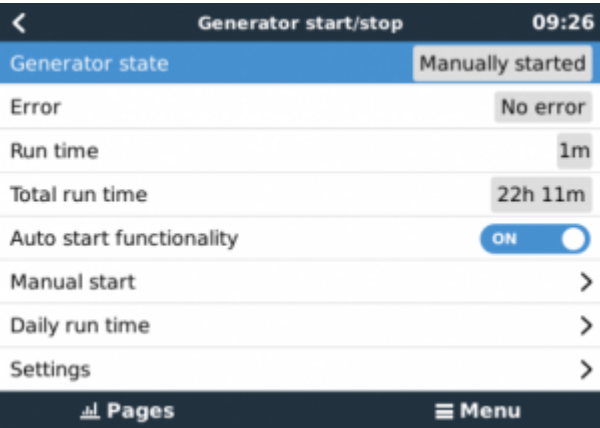 Generator start/stop 09:26
Generator state Manually started
Error No error
Run time 1m
Total run time 22h 11m
Auto start functionality ON
Manual start
Daily run time
Settings
Pages Menu